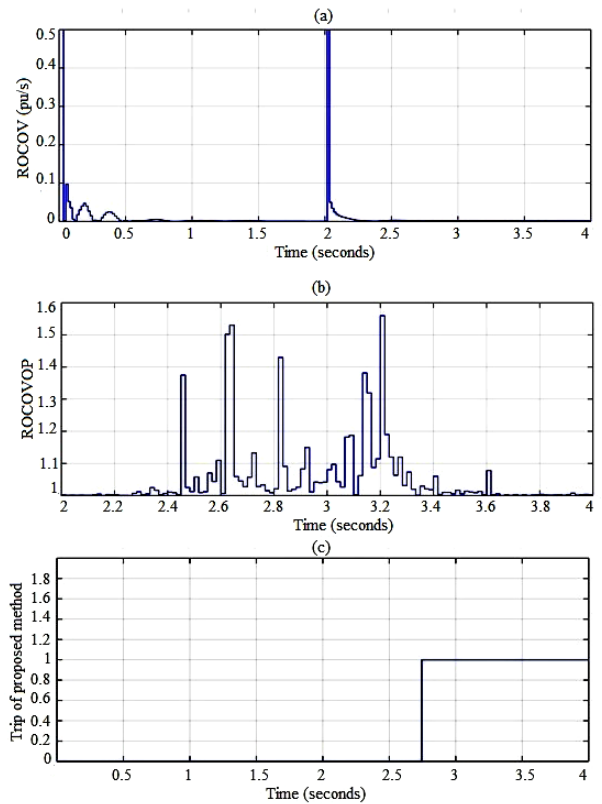 (a)
0.5
0.4
0.3
0.2
0.1
0
ROCOV (pu/s)
0 0.5 1 1.5 2 2.5 3 3.5 4
Time (seconds)
(b)
1.6
1.5
1.4
1.3
1.2
1.1
1
ROCOVOP
2 2.2 2.4 2.6 2.8 3 3.2 3.4 3.6 3.8 4
Time (seconds)
(c)
1.8
1.6
1.4
1.2
1
0.8
0.6
0.4
0.2
0
Trip of proposed method
0.5 1 1.5 2 2.5 3 3.5 4
Time (seconds)